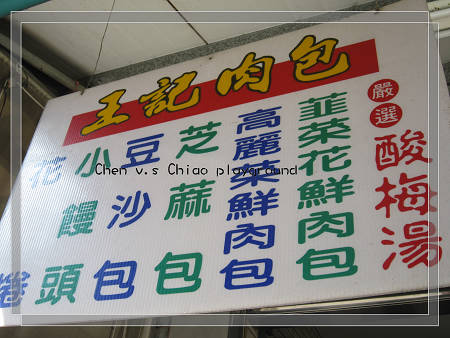 王記肉包
嚴選酸梅湯
韮菜花鮮肉包
高麗菜鮮肉包
芝蔴包
豆沙包
小饅頭
花捲
Chen v.s Chiao playground